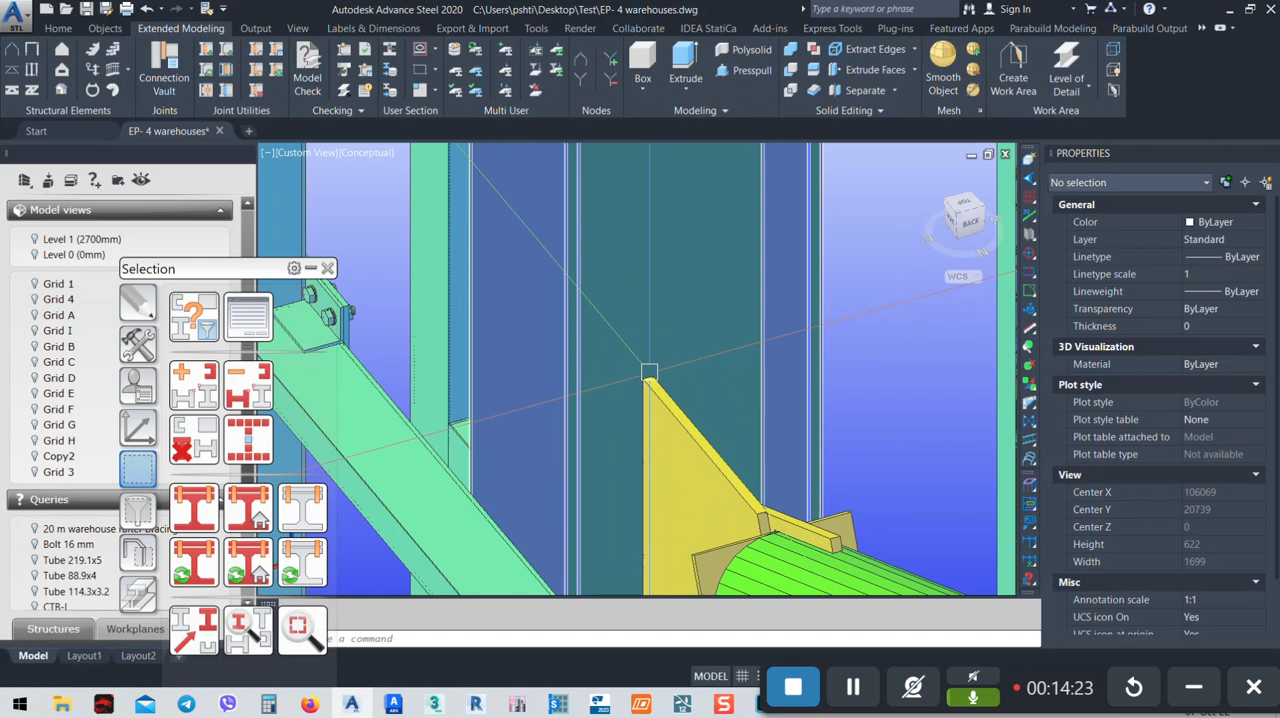 STL
Autodesk Advance Steel 2020 C:\Users\pshti\Desktop\Test\EP- 4 warehouses.dwg
Type a keyword or phrase
Sign In
Home Objects Extended Modeling Output View Labels & Dimensions Export & Import Tools Render Collaborate IDEA StatiCa Add-ins Express Tools Plug-ins Featured Apps Parabuild Modeling Parabuild Output
Connection Vault
Model Check
Box
Extrude
Polysolid
Presspull
Extract Edges
Extrude Faces
Separate
Smooth Object
Create Work Area
Level of Detail
Structural Elements Joints Joint Utilities Checking User Section Multi User Nodes Modeling Solid Editing Mesh Work Area
Start EP- 4 warehouses*
[−][Custom View][Conceptual]
PROPERTIES
No selection
General
Color ByLayer
Layer Standard
Linetype ByLayer
Linetype scale 1
Lineweight ByLayer
Transparency ByLayer
Thickness 0
3D Visualization
Material ByLayer
Plot style
Plot style ByColor
Plot style table None
Plot table attached to Model
Plot table type Not available
View
Center X 106069
Center Y 20739
Center Z 0
Height 622
Width 1699
Misc
Annotation scale 1:1
UCS icon On Yes
UCS icon at origin Yes
TOP
BACK
WCS
Model views
Level 1 (2700mm)
Level 0 (0mm)
Grid 1
Grid 4
Grid A
Grid I
Grid B
Grid C
Grid D
Grid E
Grid F
Grid G
Grid H
Copy2
Grid 3
Selection
Queries
20 m warehouse rafter bracing
Bolt 16 mm
Tube 219.1x5
Tube 88.9x4
Tube 114.3x3.2
CTB-L
Structures Workplanes
e a command
Model Layout1 Layout2
MODEL
00:14:23